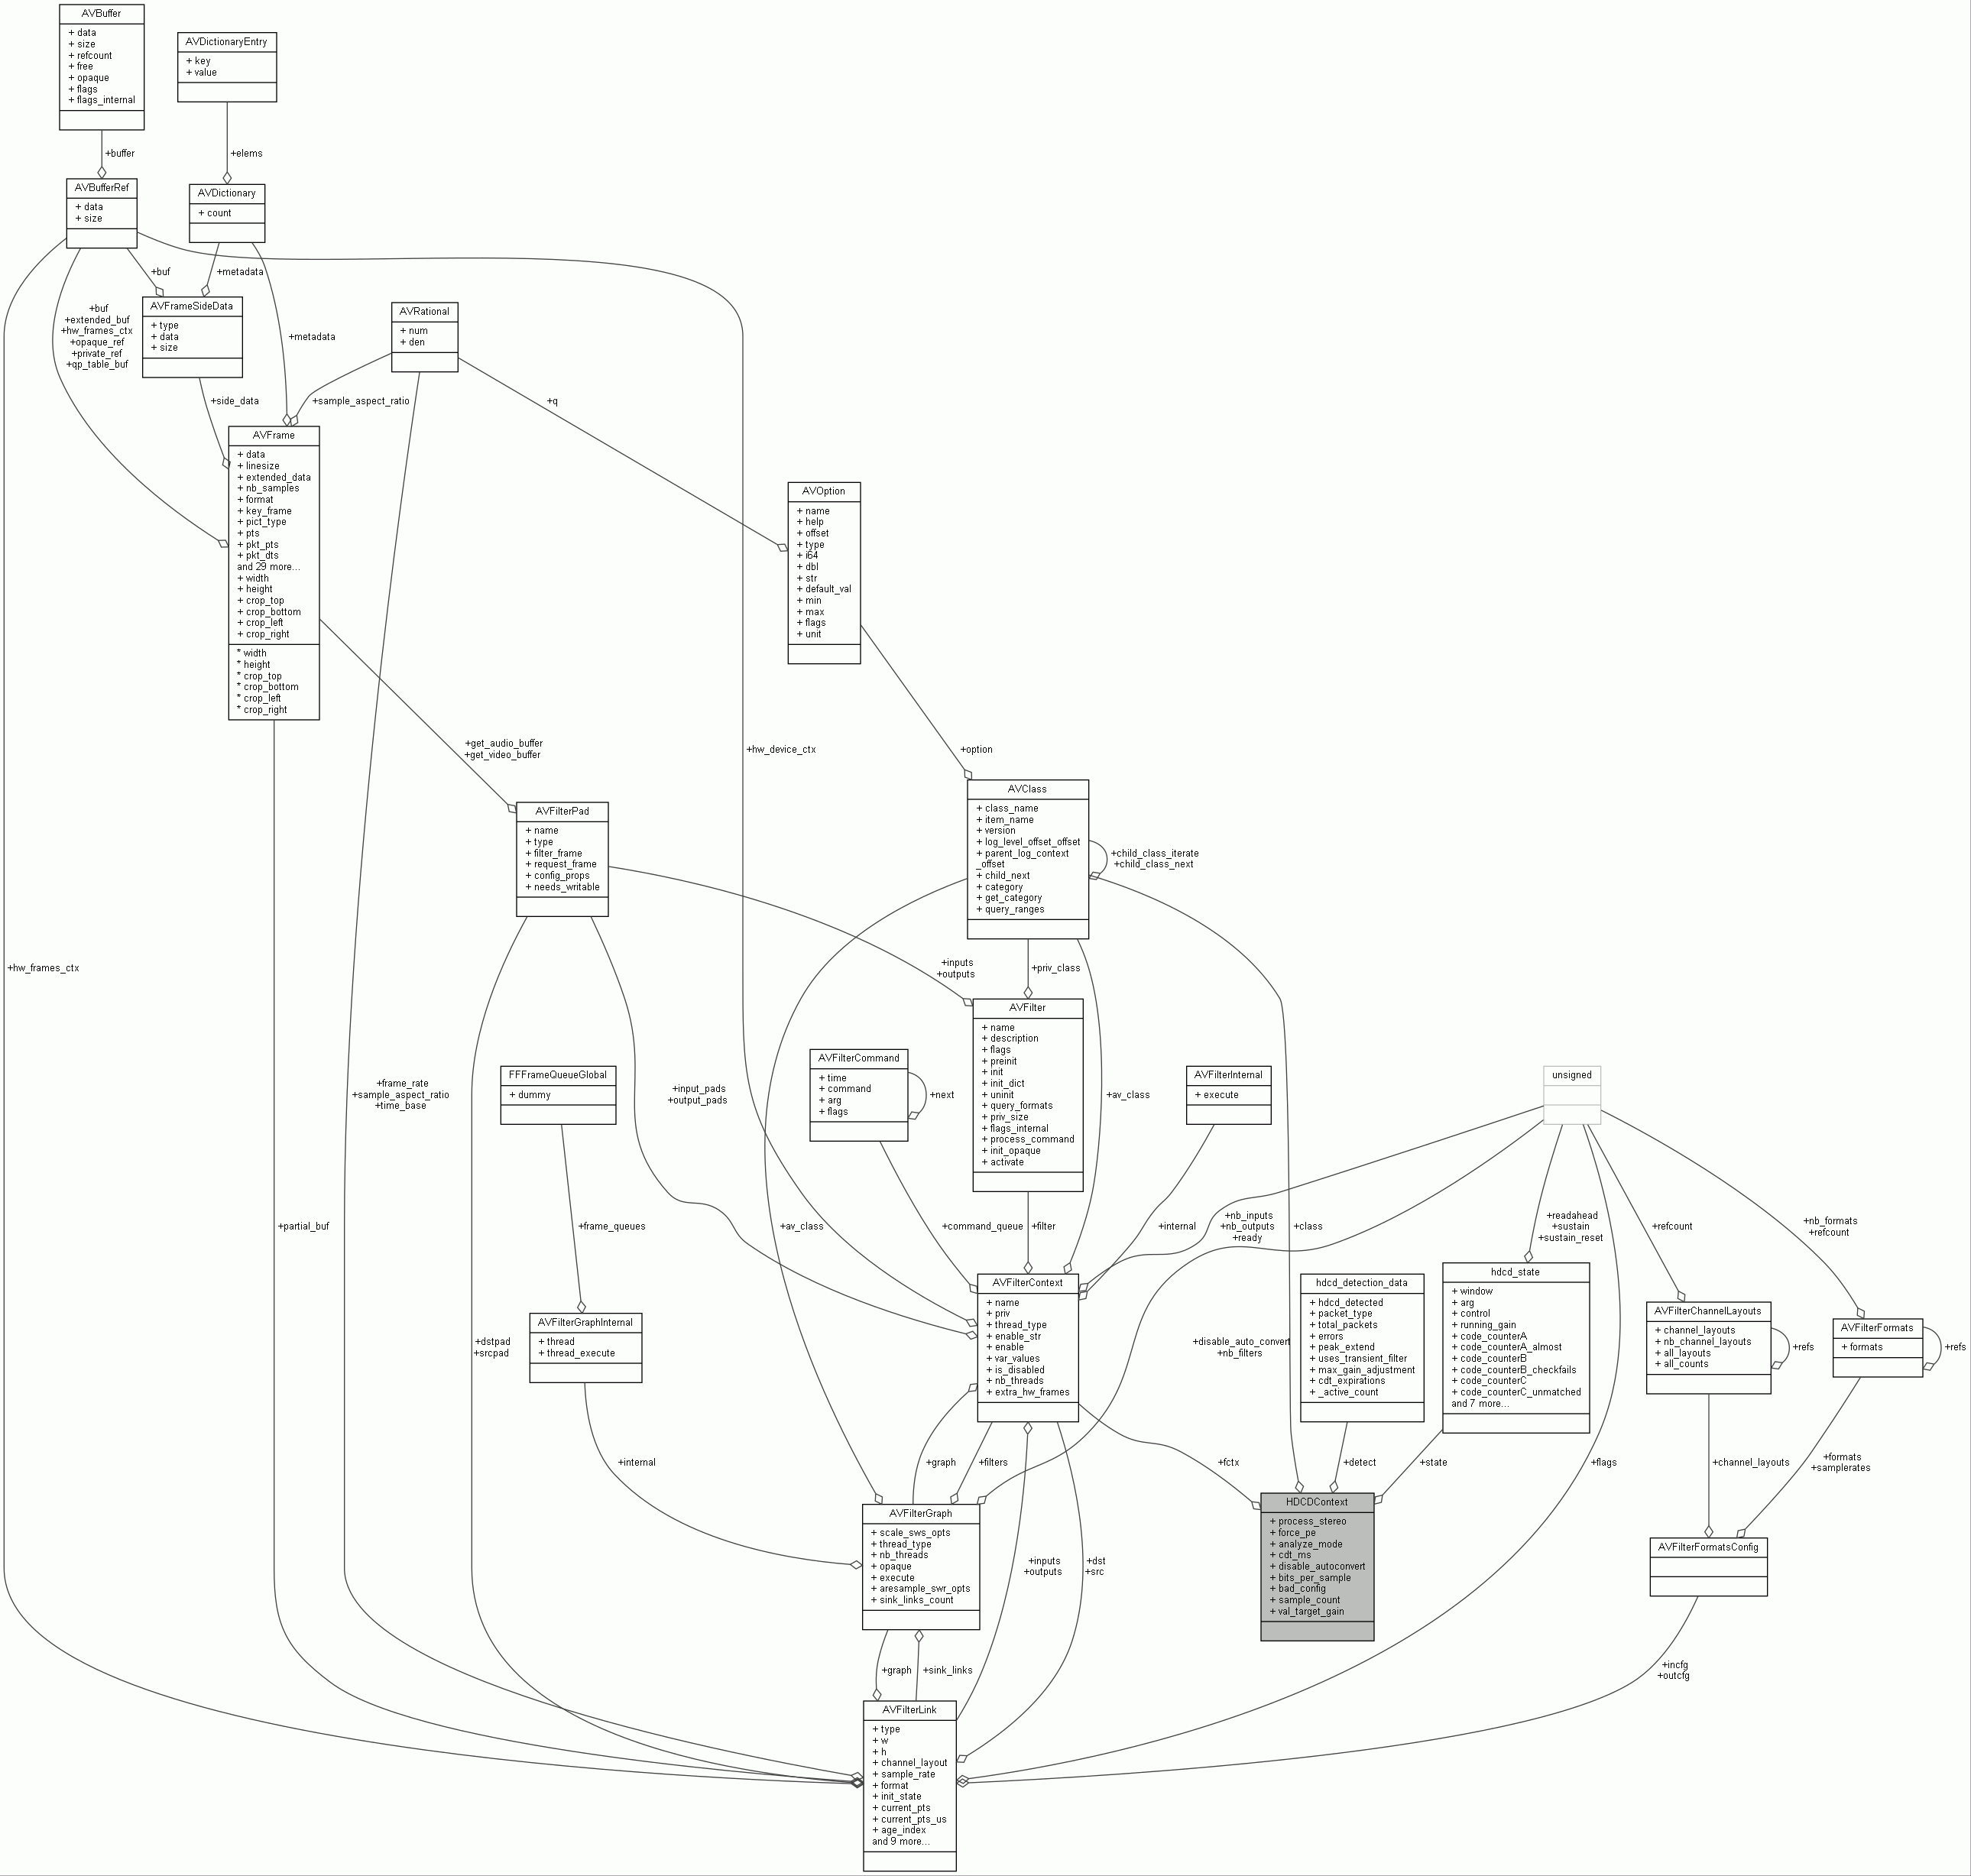 AVBuffer
+ data
+ size
+ refcount
+ free
+ opaque
+ flags
+ flags_internal
AVDictionaryEntry
+ key
+ value
+buffer
+elems
AVBufferRef
+ data
+ size
AVDictionary
+ count
+buf
+metadata
AVFrameSideData
+ type
+ data
+ size
+buf
+extended_buf
+hw_frames_ctx
+opaque_ref
+private_ref
+qp_table_buf
+metadata
AVRational
+ num
+ den
+side_data
+sample_aspect_ratio
+q
AVFrame
+ data
+ linesize
+ extended_data
+ nb_samples
+ format
+ key_frame
+ pict_type
+ pts
+ pkt_pts
+ pkt_dts
and 29 more...
+ width
+ height
+ crop_top
+ crop_bottom
+ crop_left
+ crop_right
* width
* height
* crop_top
* crop_bottom
* crop_left
* crop_right
AVOption
+ name
+ help
+ offset
+ type
+ i64
+ dbl
+ str
+ default_val
+ min
+ max
+ flags
+ unit
+get_audio_buffer
+get_video_buffer
+hw_device_ctx
+option
AVFilterPad
+ name
+ type
+ filter_frame
+ request_frame
+ config_props
+ needs_writable
AVClass
+ class_name
+ item_name
+ version
+ log_level_offset_offset
+ parent_log_context
_offset
+ child_next
+ category
+ get_category
+ query_ranges
+child_class_iterate
+child_class_next
+hw_frames_ctx
+inputs
+outputs
+priv_class
AVFilter
+ name
+ description
+ flags
+ preinit
+ init
+ init_dict
+ uninit
+ query_formats
+ priv_size
+ flags_internal
+ process_command
+ init_opaque
+ activate
AVFilterCommand
+ time
+ command
+ arg
+ flags
+next
FFFrameQueueGlobal
+ dummy
+frame_rate
+sample_aspect_ratio
+time_base
+input_pads
+output_pads
+av_class
AVFilterInternal
+ execute
unsigned
+partial_buf
+frame_queues
+av_class
+command_queue
+filter
+internal
+nb_inputs
+nb_outputs
+ready
+class
+readahead
+sustain
+sustain_reset
+refcount
+nb_formats
+refcount
AVFilterContext
+ name
+ priv
+ thread_type
+ enable_str
+ enable
+ var_values
+ is_disabled
+ nb_threads
+ extra_hw_frames
hdcd_detection_data
+ hdcd_detected
+ packet_type
+ total_packets
+ errors
+ peak_extend
+ uses_transient_filter
+ max_gain_adjustment
+ cdt_expirations
+ _active_count
hdcd_state
+ window
+ arg
+ control
+ running_gain
+ code_counterA
+ code_counterA_almost
+ code_counterB
+ code_counterB_checkfails
+ code_counterC
+ code_counterC_unmatched
and 7 more...
AVFilterChannelLayouts
+ channel_layouts
+ nb_channel_layouts
+ all_layouts
+ all_counts
+refs
AVFilterFormats
+ formats
+refs
AVFilterGraphInternal
+ thread
+ thread_execute
+dstpad
+srcpad
+disable_auto_convert
+nb_filters
+internal
+graph
+filters
+fctx
+detect
+state
+flags
+channel_layouts
+formats
+samplerates
AVFilterGraph
+ scale_sws_opts
+ thread_type
+ nb_threads
+ opaque
+ execute
+ aresample_swr_opts
+ sink_links_count
+inputs
+outputs
+dst
+src
HDCDContext
+ process_stereo
+ force_pe
+ analyze_mode
+ cdt_ms
+ disable_autoconvert
+ bits_per_sample
+ bad_config
+ sample_count
+ val_target_gain
AVFilterFormatsConfig
+graph
+sink_links
+incfg
+outcfg
AVFilterLink
+ type
+ w
+ h
+ channel_layout
+ sample_rate
+ format
+ init_state
+ current_pts
+ current_pts_us
+ age_index
and 9 more...